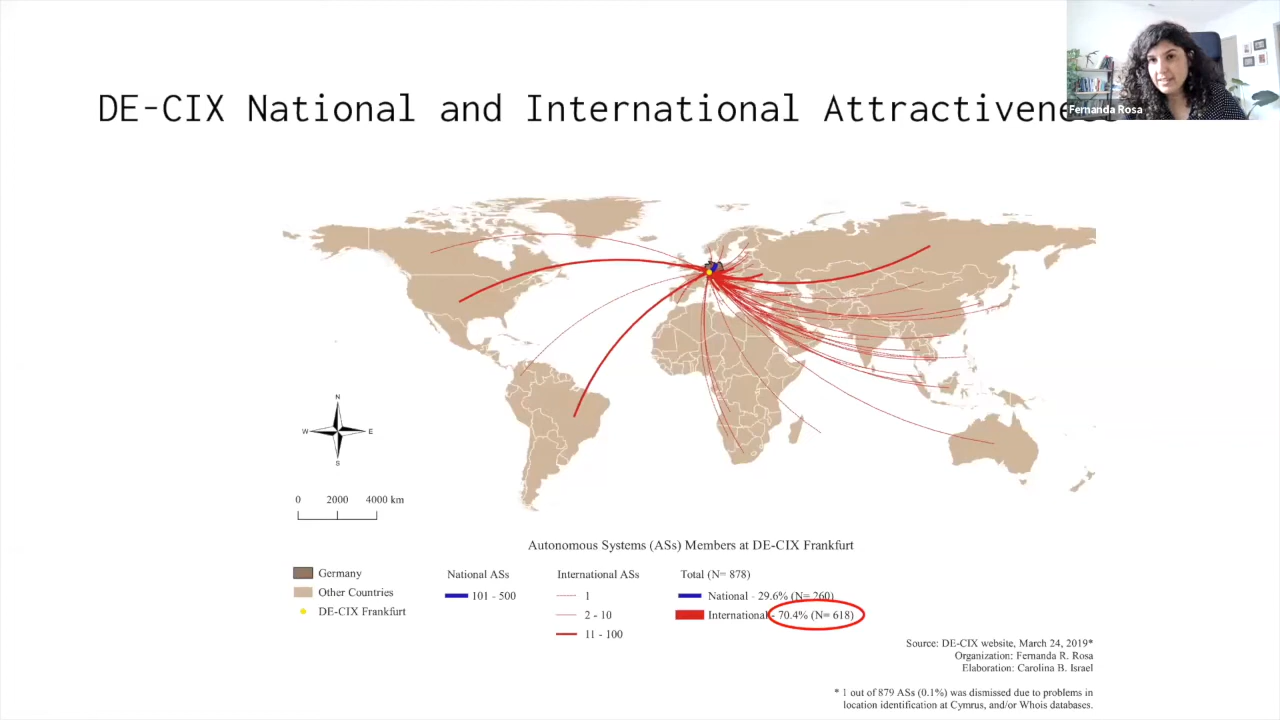 Fernanda Rosa
DE-CIX National and International Attractivene
N
W E
S
0 2000 4000 km
Autonomous Systems (ASs) Members at DE-CIX Frankfurt
Germany
Other Countries
DE-CIX Frankfurt
National ASs
101 - 500
International ASs
1
2 - 10
11 - 100
Total (N= 878)
National - 29.6% (N= 260)
International - 70.4% (N= 618)
Source: DE-CIX website, March 24, 2019*
Organization: Fernanda R. Rosa
Elaboration: Carolina B. Israel
* 1 out of 879 ASs (0.1%) was dismissed due to problems in
location identification at Cymrus, and/or Whois databases.